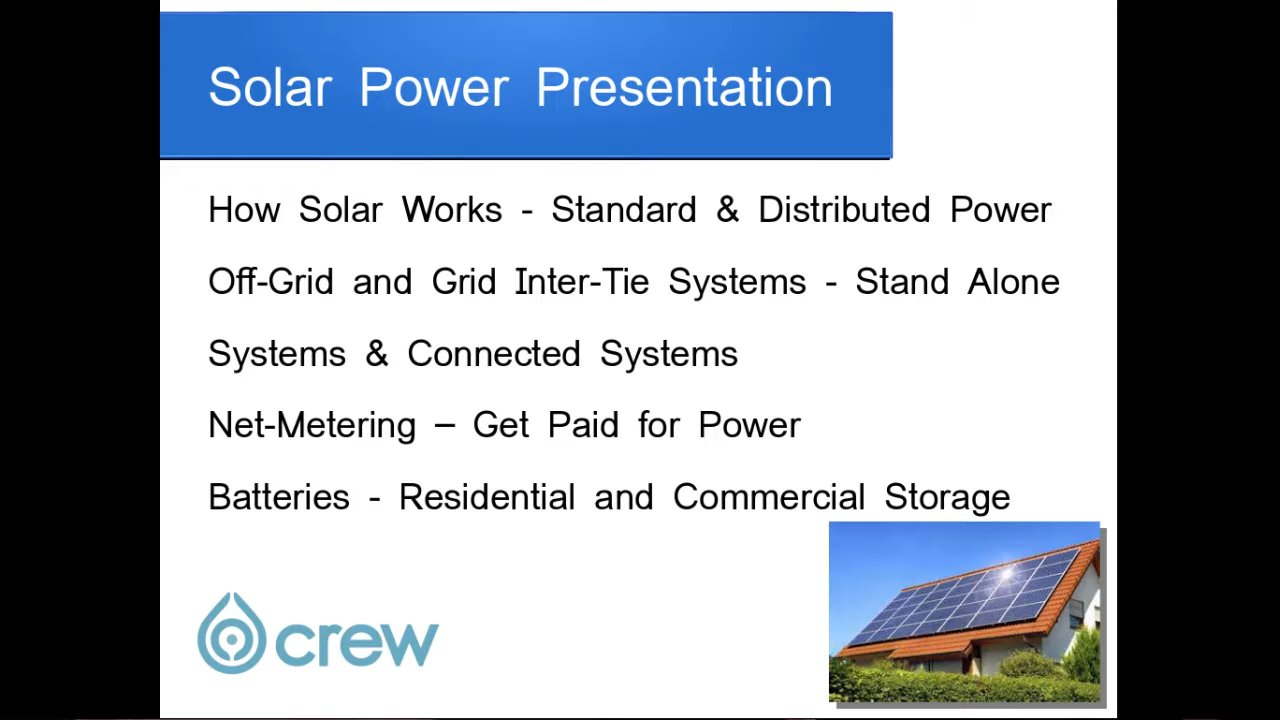 Solar Power Presentation
How Solar Works - Standard & Distributed Power
Off-Grid and Grid Inter-Tie Systems - Stand Alone
Systems & Connected Systems
Net-Metering – Get Paid for Power
Batteries - Residential and Commercial Storage
crew